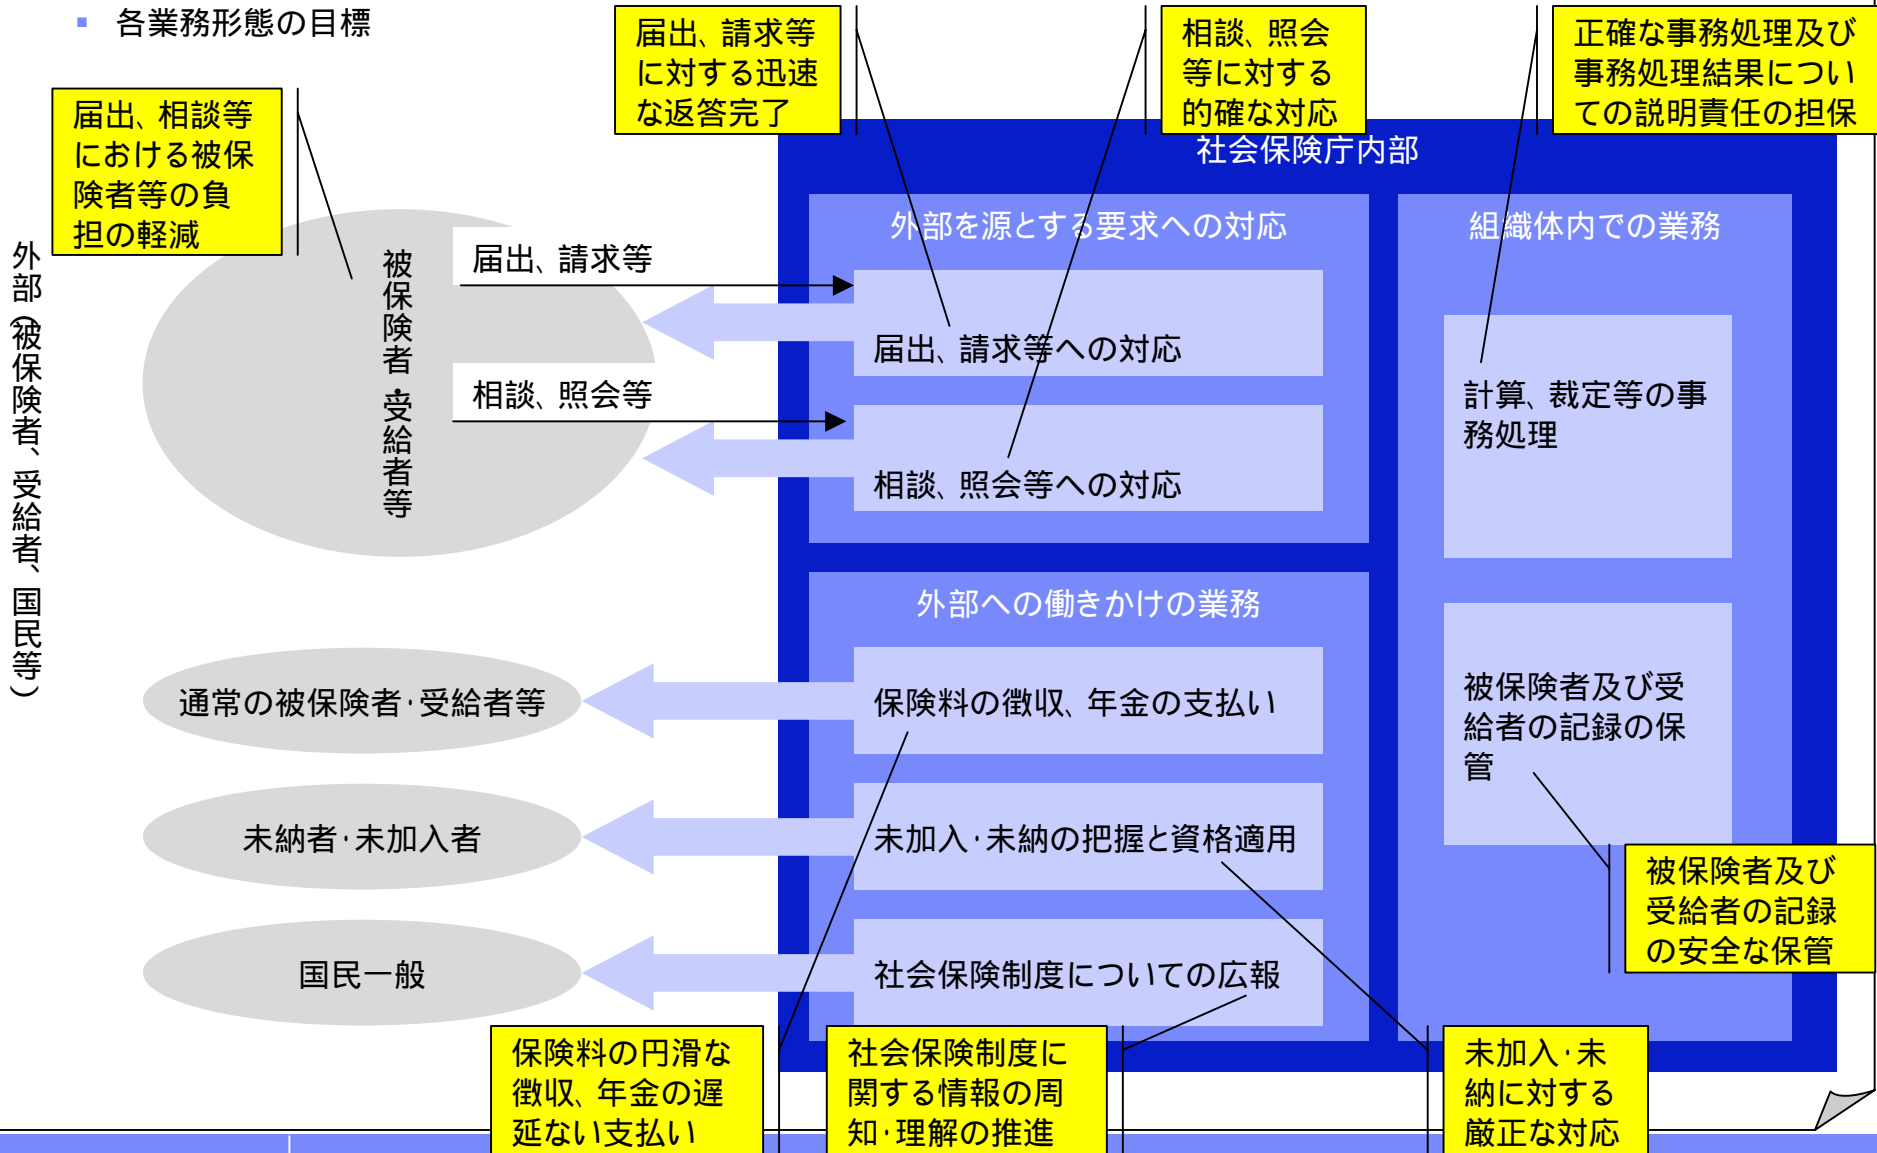 ▪ 各業務形態の目標
届出、請求等
に対する迅速
な返答完了
相談、照会
等に対する
的確な対応
正確な事務処理及び
事務処理結果につい
ての説明責任の担保
届出、相談等
における被保
険者等の負
担の軽減
社会保険庁内部
外部(被保険者、受給者、国民等)
被保険者・受給者等
届出、請求等
相談、照会等
外部を源とする要求への対応
届出、請求等への対応
相談、照会等への対応
組織体内での業務
計算、裁定等の事
務処理
被保険者及び受
給者の記録の保
管
被保険者及び
受給者の記録
の安全な保管
外部への働きかけの業務
通常の被保険者・受給者等
保険料の徴収、年金の支払い
未納者・未加入者
未加入・未納の把握と資格適用
国民一般
社会保険制度についての広報
保険料の円滑な
徴収、年金の遅
延ない支払い
社会保険制度に
関する情報の周
知・理解の推進
未加入・未
納に対する
厳正な対応